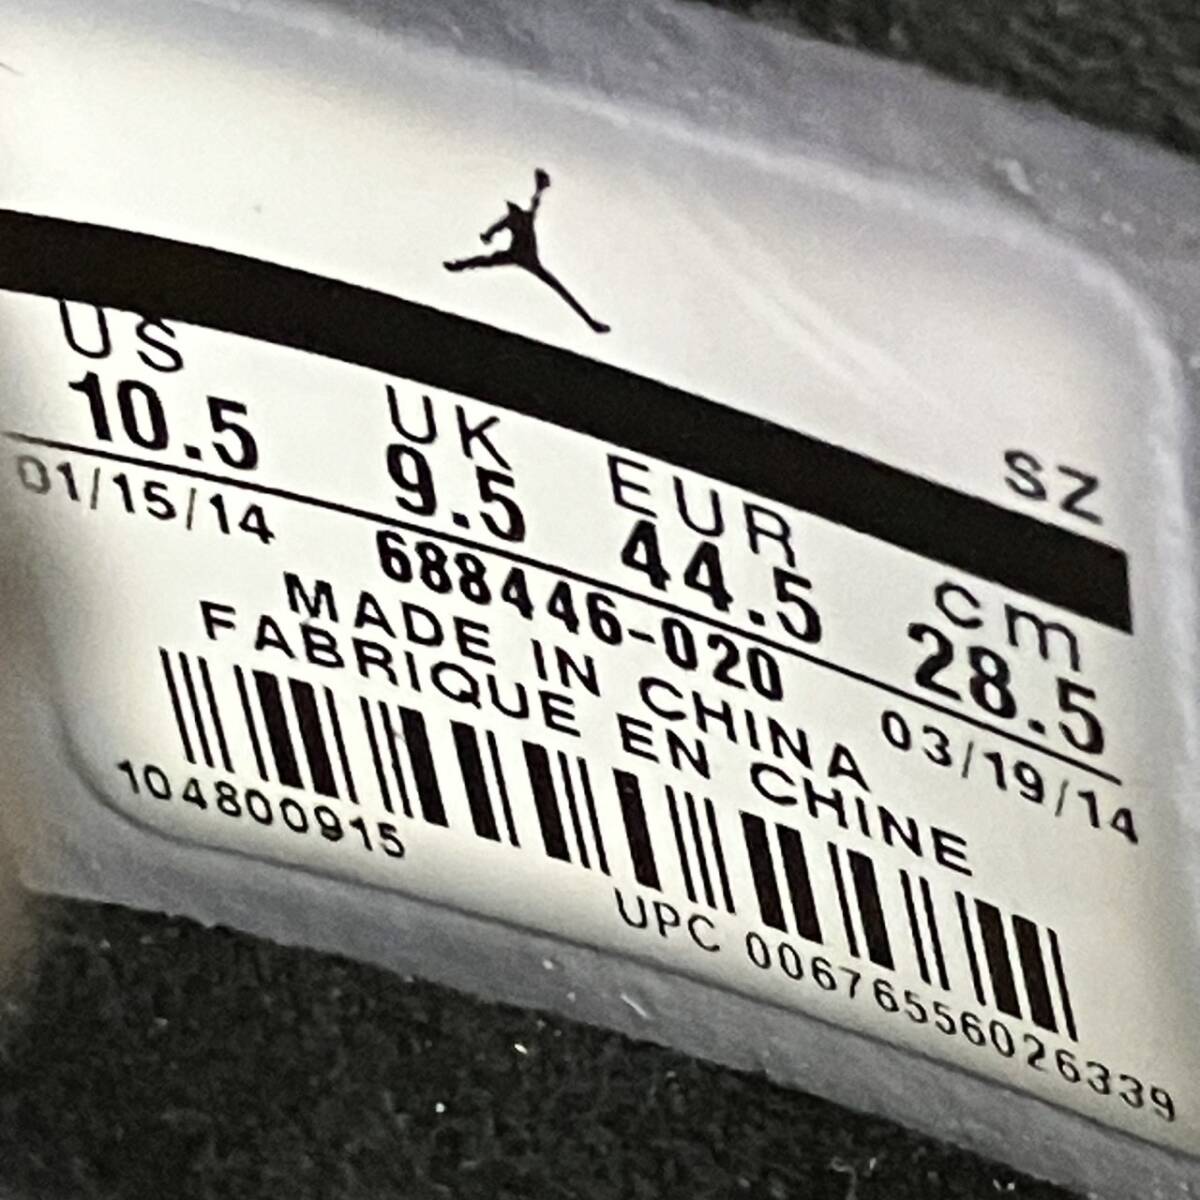 SZ
US UK EUR cm
10.5 9.5 44.5 28.5
01/15/14 688446-020 03/19/14
MADE IN CHINA
FABRIQUE EN CHINE
104800915
UPC 00676556026339